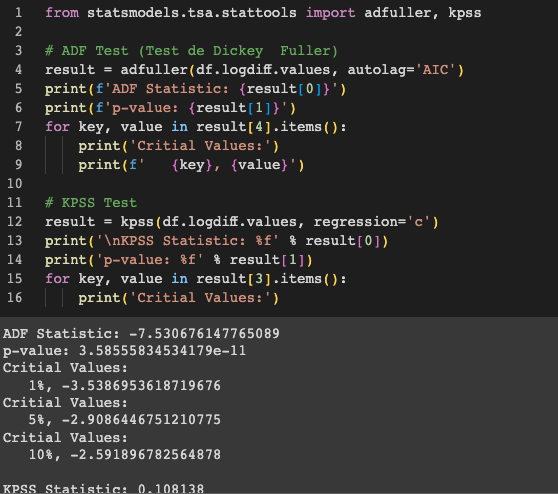 1 from statsmodels.tsa.stattools import adfuller, kpss
2
3 # ADF Test (Test de Dickey  Fuller)
4 result = adfuller(df.logdiff.values, autolag='AIC')
5 print(f'ADF Statistic: {result[0]}')
6 print(f'p-value: {result[1]}')
7 for key, value in result[4].items():
8     print('Critial Values:')
9     print(f'   {key}, {value}')
10
11 # KPSS Test
12 result = kpss(df.logdiff.values, regression='c')
13 print('\nKPSS Statistic: %f' % result[0])
14 print('p-value: %f' % result[1])
15 for key, value in result[3].items():
16     print('Critial Values:')
ADF Statistic: -7.530676147765089
p-value: 3.58555834534179e-11
Critial Values:
   1%, -3.5386953618719676
Critial Values:
   5%, -2.9086446751210775
Critial Values:
   10%, -2.591896782564878
KPSS Statistic: 0.108138